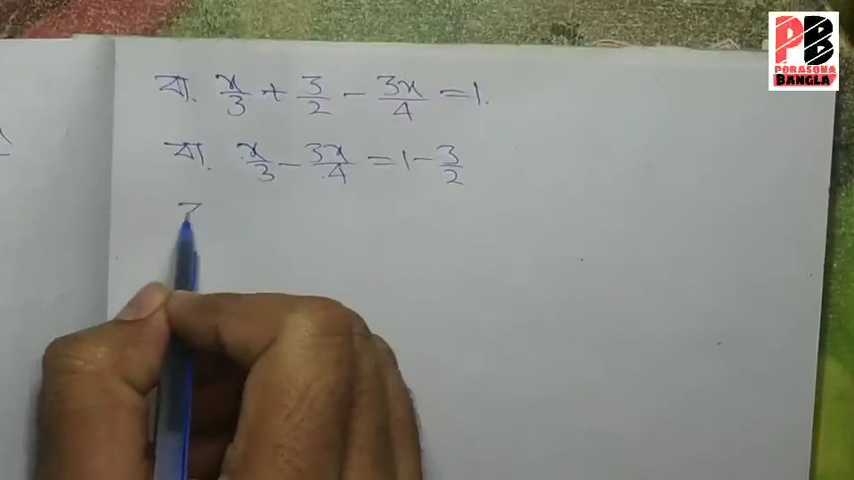 PB
PORASONA
BANGLA
বা. x/3 + 3/2 - 3x/4 = 1.
বা. x/3 - 3x/4 = 1 - 3/2